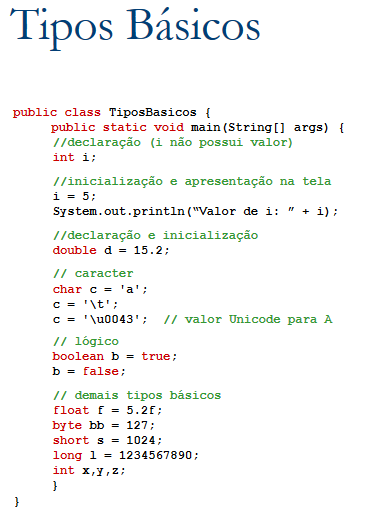 Tipos Básicos
public class TiposBasicos {
public static void main(String[] args) {
//declaração (i não possui valor)
int i;
//inicialização e apresentação na tela
i = 5;
System.out.println(“Valor de i: ” + i);
//declaração e inicialização
double d = 15.2;
// caracter
char c = 'a';
c = '\t';
c = '\u0043'; // valor Unicode para A
// lógico
boolean b = true;
b = false;
// demais tipos básicos
float f = 5.2f;
byte bb = 127;
short s = 1024;
long l = 1234567890;
int x,y,z;
}
}